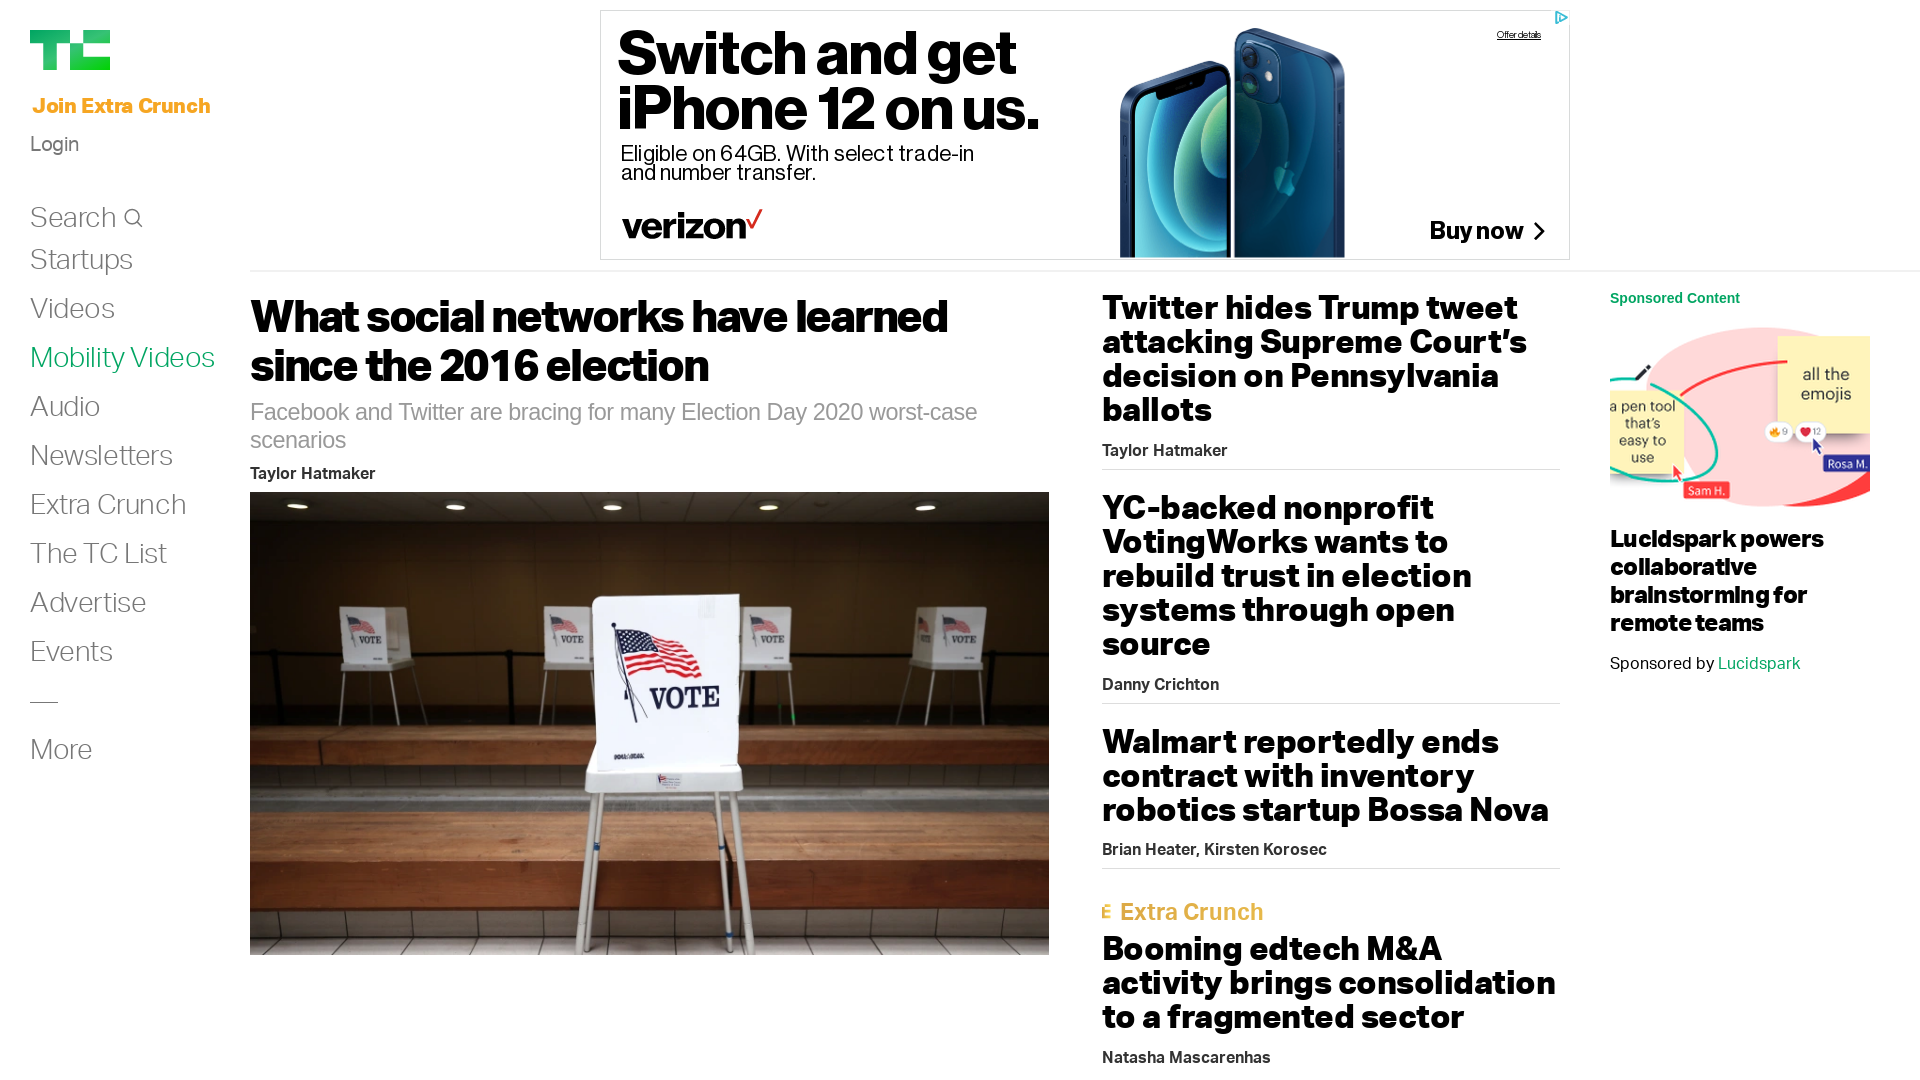 TC
Join Extra Crunch
Login
Search
Startups
Videos
Mobility Videos
Audio
Newsletters
Extra Crunch
The TC List
Advertise
Events
More
Switch and get
iPhone 12 on us.
Eligible on 64GB. With select trade-in
and number transfer.
verizon
Offer details
Buy now
What social networks have learned
since the 2016 election
Facebook and Twitter are bracing for many Election Day 2020 worst-case
scenarios
Taylor Hatmaker
VOTE
VOTE
VOTE
VOTE
VOTE
Twitter hides Trump tweet
attacking Supreme Court’s
decision on Pennsylvania
ballots
Taylor Hatmaker
YC-backed nonprofit
VotingWorks wants to
rebuild trust in election
systems through open
source
Danny Crichton
Walmart reportedly ends
contract with inventory
robotics startup Bossa Nova
Brian Heater, Kirsten Korosec
Extra Crunch
Booming edtech M&A
activity brings consolidation
to a fragmented sector
Natasha Mascarenhas
Sponsored Content
all the
emojis
9
12
Rosa M.
a pen tool
that’s
easy to
use
Sam H.
Lucidspark powers
collaborative
brainstorming for
remote teams
Sponsored by Lucidspark